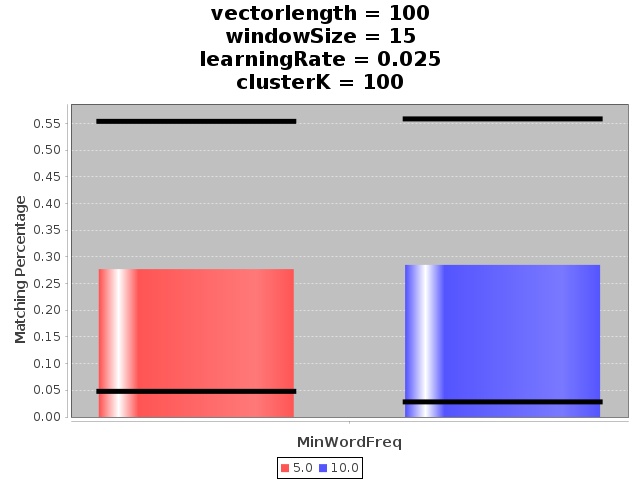 vectorlength = 100
windowSize = 15
learningRate = 0.025
clusterK = 100
Matching Percentage
0.55
0.50
0.45
0.40
0.35
0.30
0.25
0.20
0.15
0.10
0.05
0.00
MinWordFreq
5.0 10.0